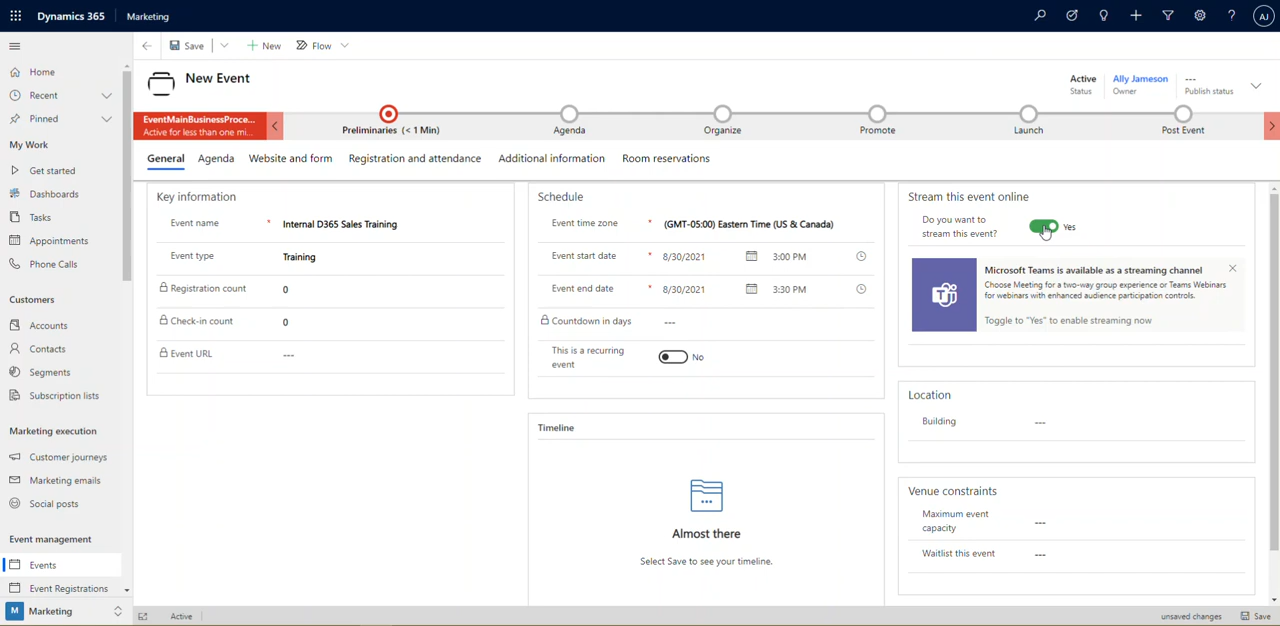 Dynamics 365
Marketing
AJ
Save
New
Flow
Home
Recent
Pinned
My Work
Get started
Dashboards
Tasks
Appointments
Phone Calls
Customers
Accounts
Contacts
Segments
Subscription lists
Marketing execution
Customer journeys
Marketing emails
Social posts
Event management
Events
Event Registrations
M Marketing
New Event
Active
Status
Ally Jameson
Owner
---
Publish status
EventMainBusinessProce...
Active for less than one mi...
Preliminaries (< 1 Min)
Agenda
Organize
Promote
Launch
Post Event
General
Agenda
Website and form
Registration and attendance
Additional information
Room reservations
Key information
Event name * Internal D365 Sales Training
Event type Training
Registration count 0
Check-in count 0
Event URL ---
Schedule
Event time zone * (GMT-05:00) Eastern Time (US & Canada)
Event start date * 8/30/2021 3:00 PM
Event end date * 8/30/2021 3:30 PM
Countdown in days ---
This is a recurring
event
No
Timeline
Almost there
Select Save to see your timeline.
Stream this event online
Do you want to
stream this event?
Yes
Microsoft Teams is available as a streaming channel
Choose Meeting for a two-way group experience or Teams Webinars
for webinars with enhanced audience participation controls.
Toggle to "Yes" to enable streaming now
Location
Building ---
Venue constraints
Maximum event
capacity
---
Waitlist this event ---
Active
unsaved changes
Save